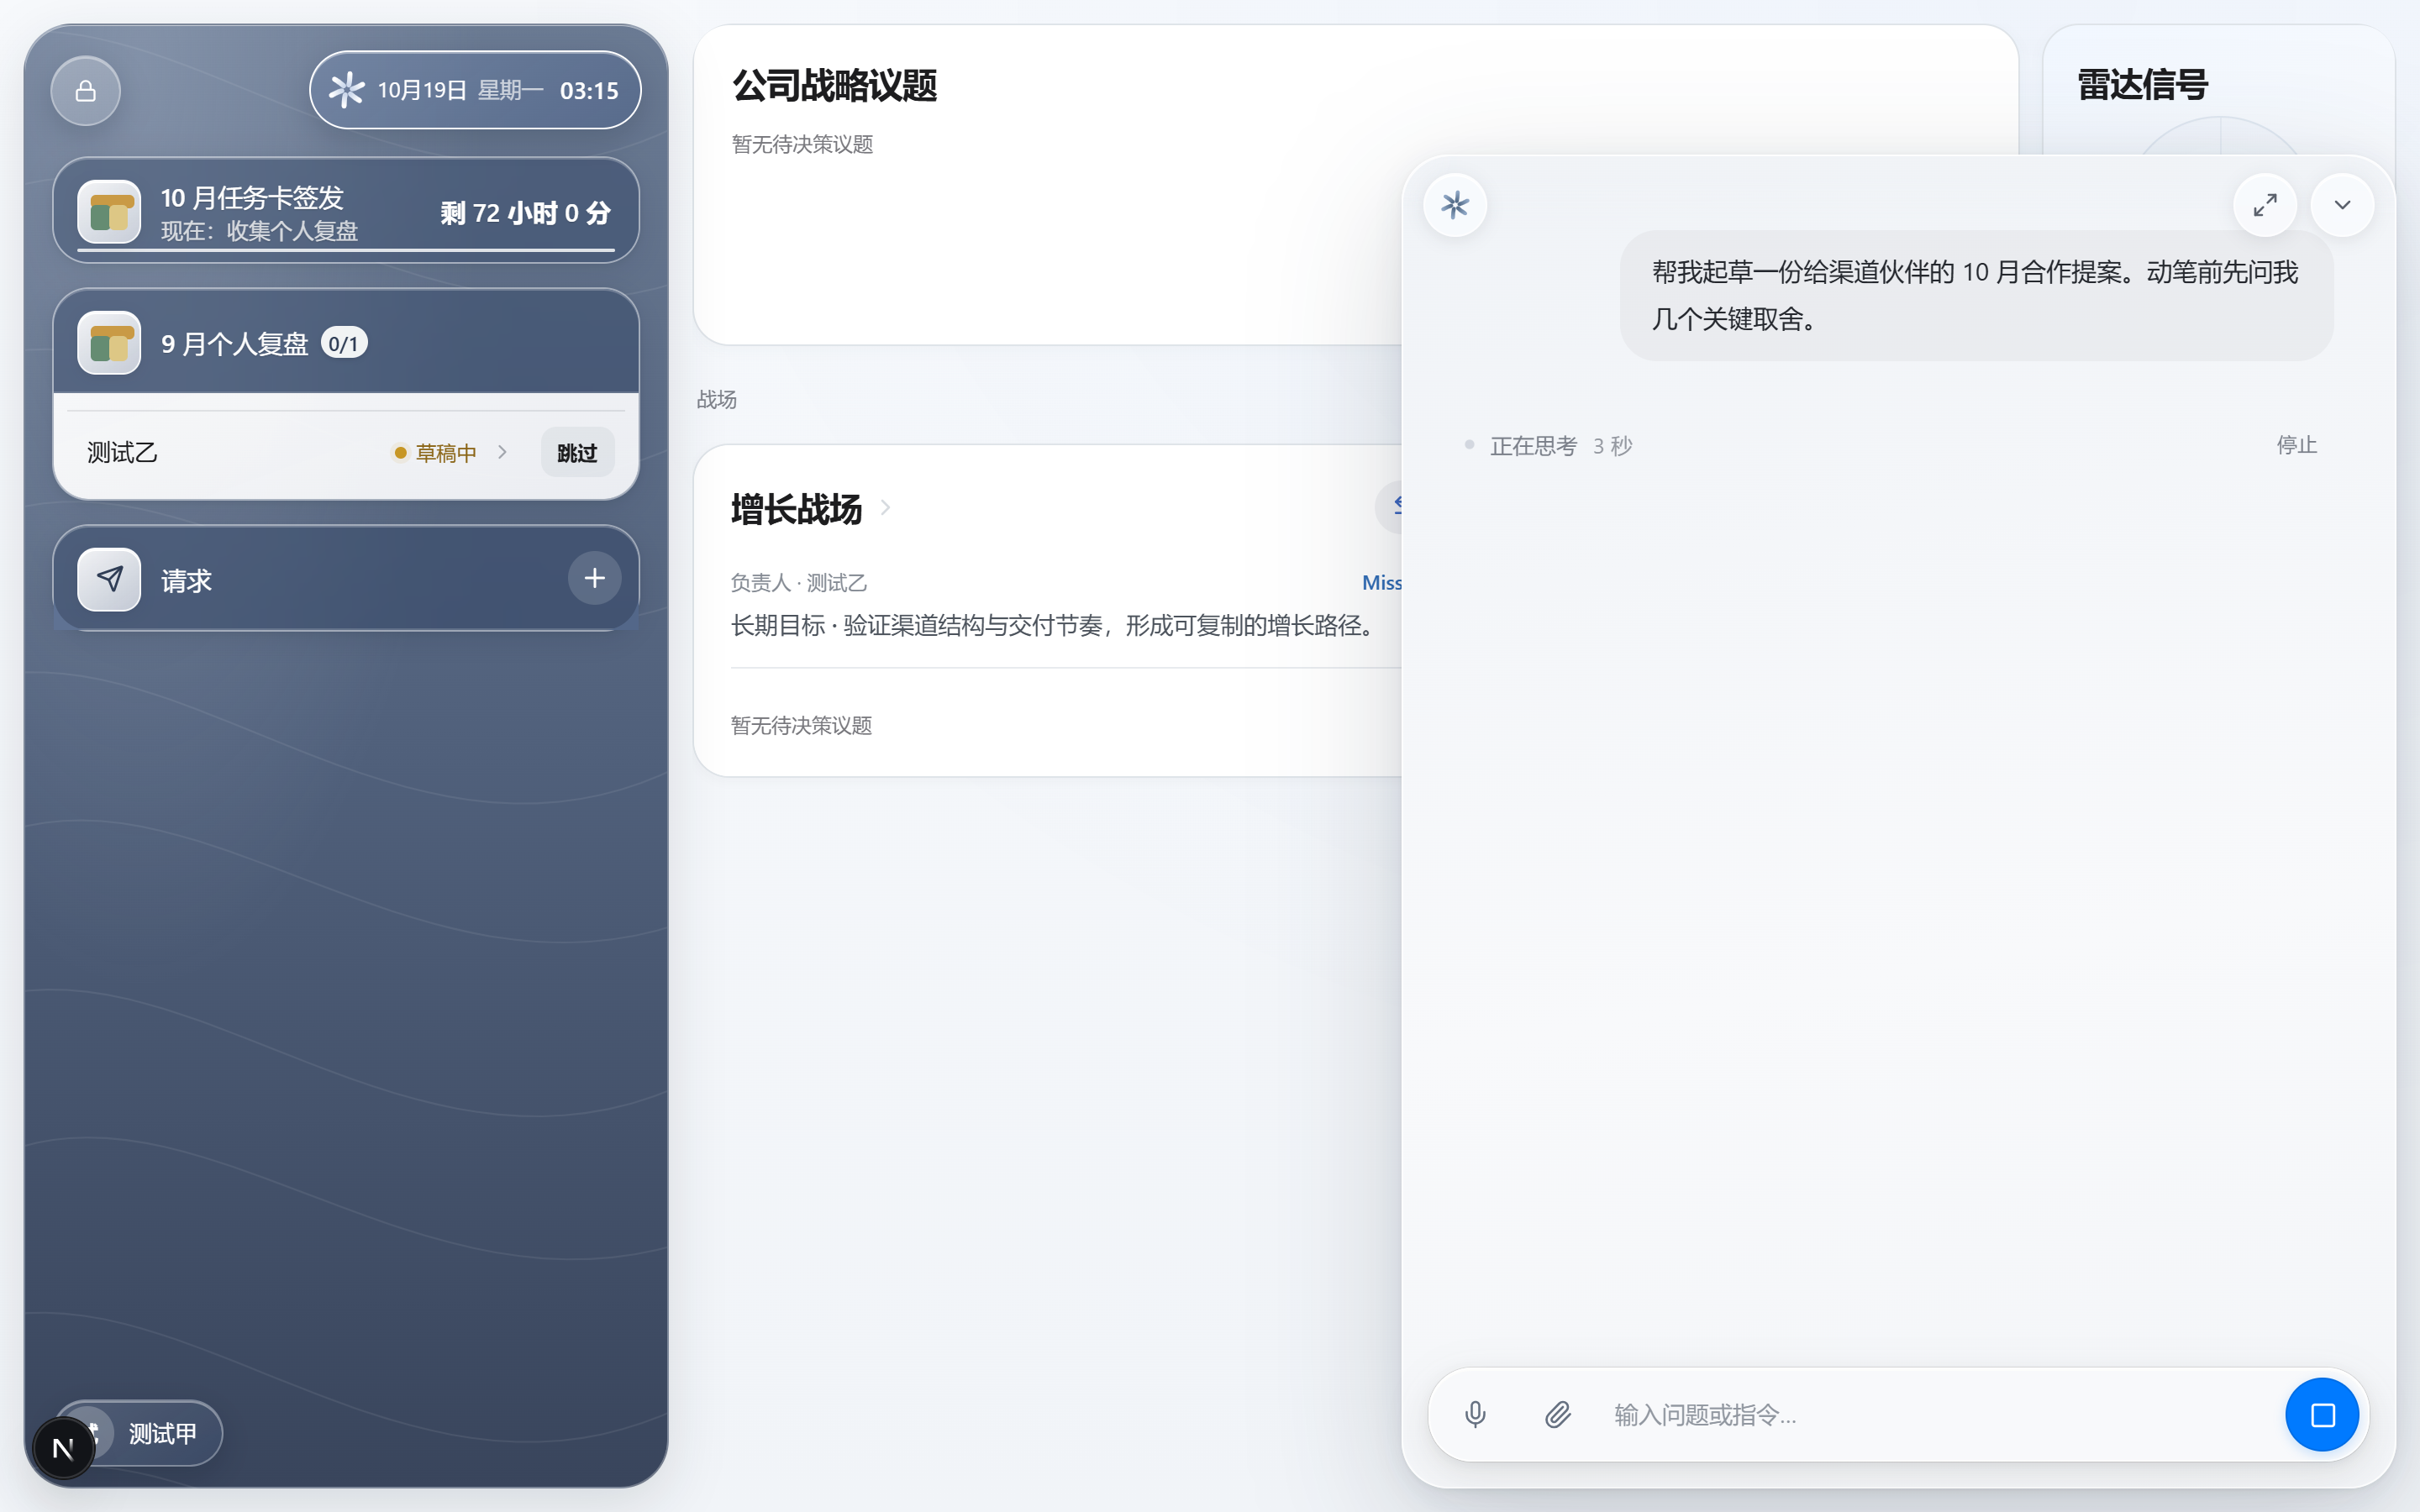 10月19日 星期一 03:15
10 月任务卡签发
现在：收集个人复盘
剩 72 小时 0 分
9 月个人复盘 0/1
测试乙 草稿中 跳过
请求
测试甲
N
公司战略议题
暂无待决策议题
战场
增长战场
负责人 · 测试乙 Miss
长期目标 · 验证渠道结构与交付节奏，形成可复制的增长路径。
暂无待决策议题
雷达信号
帮我起草一份给渠道伙伴的 10 月合作提案。动笔前先问我
几个关键取舍。
正在思考 3 秒 停止
输入问题或指令...